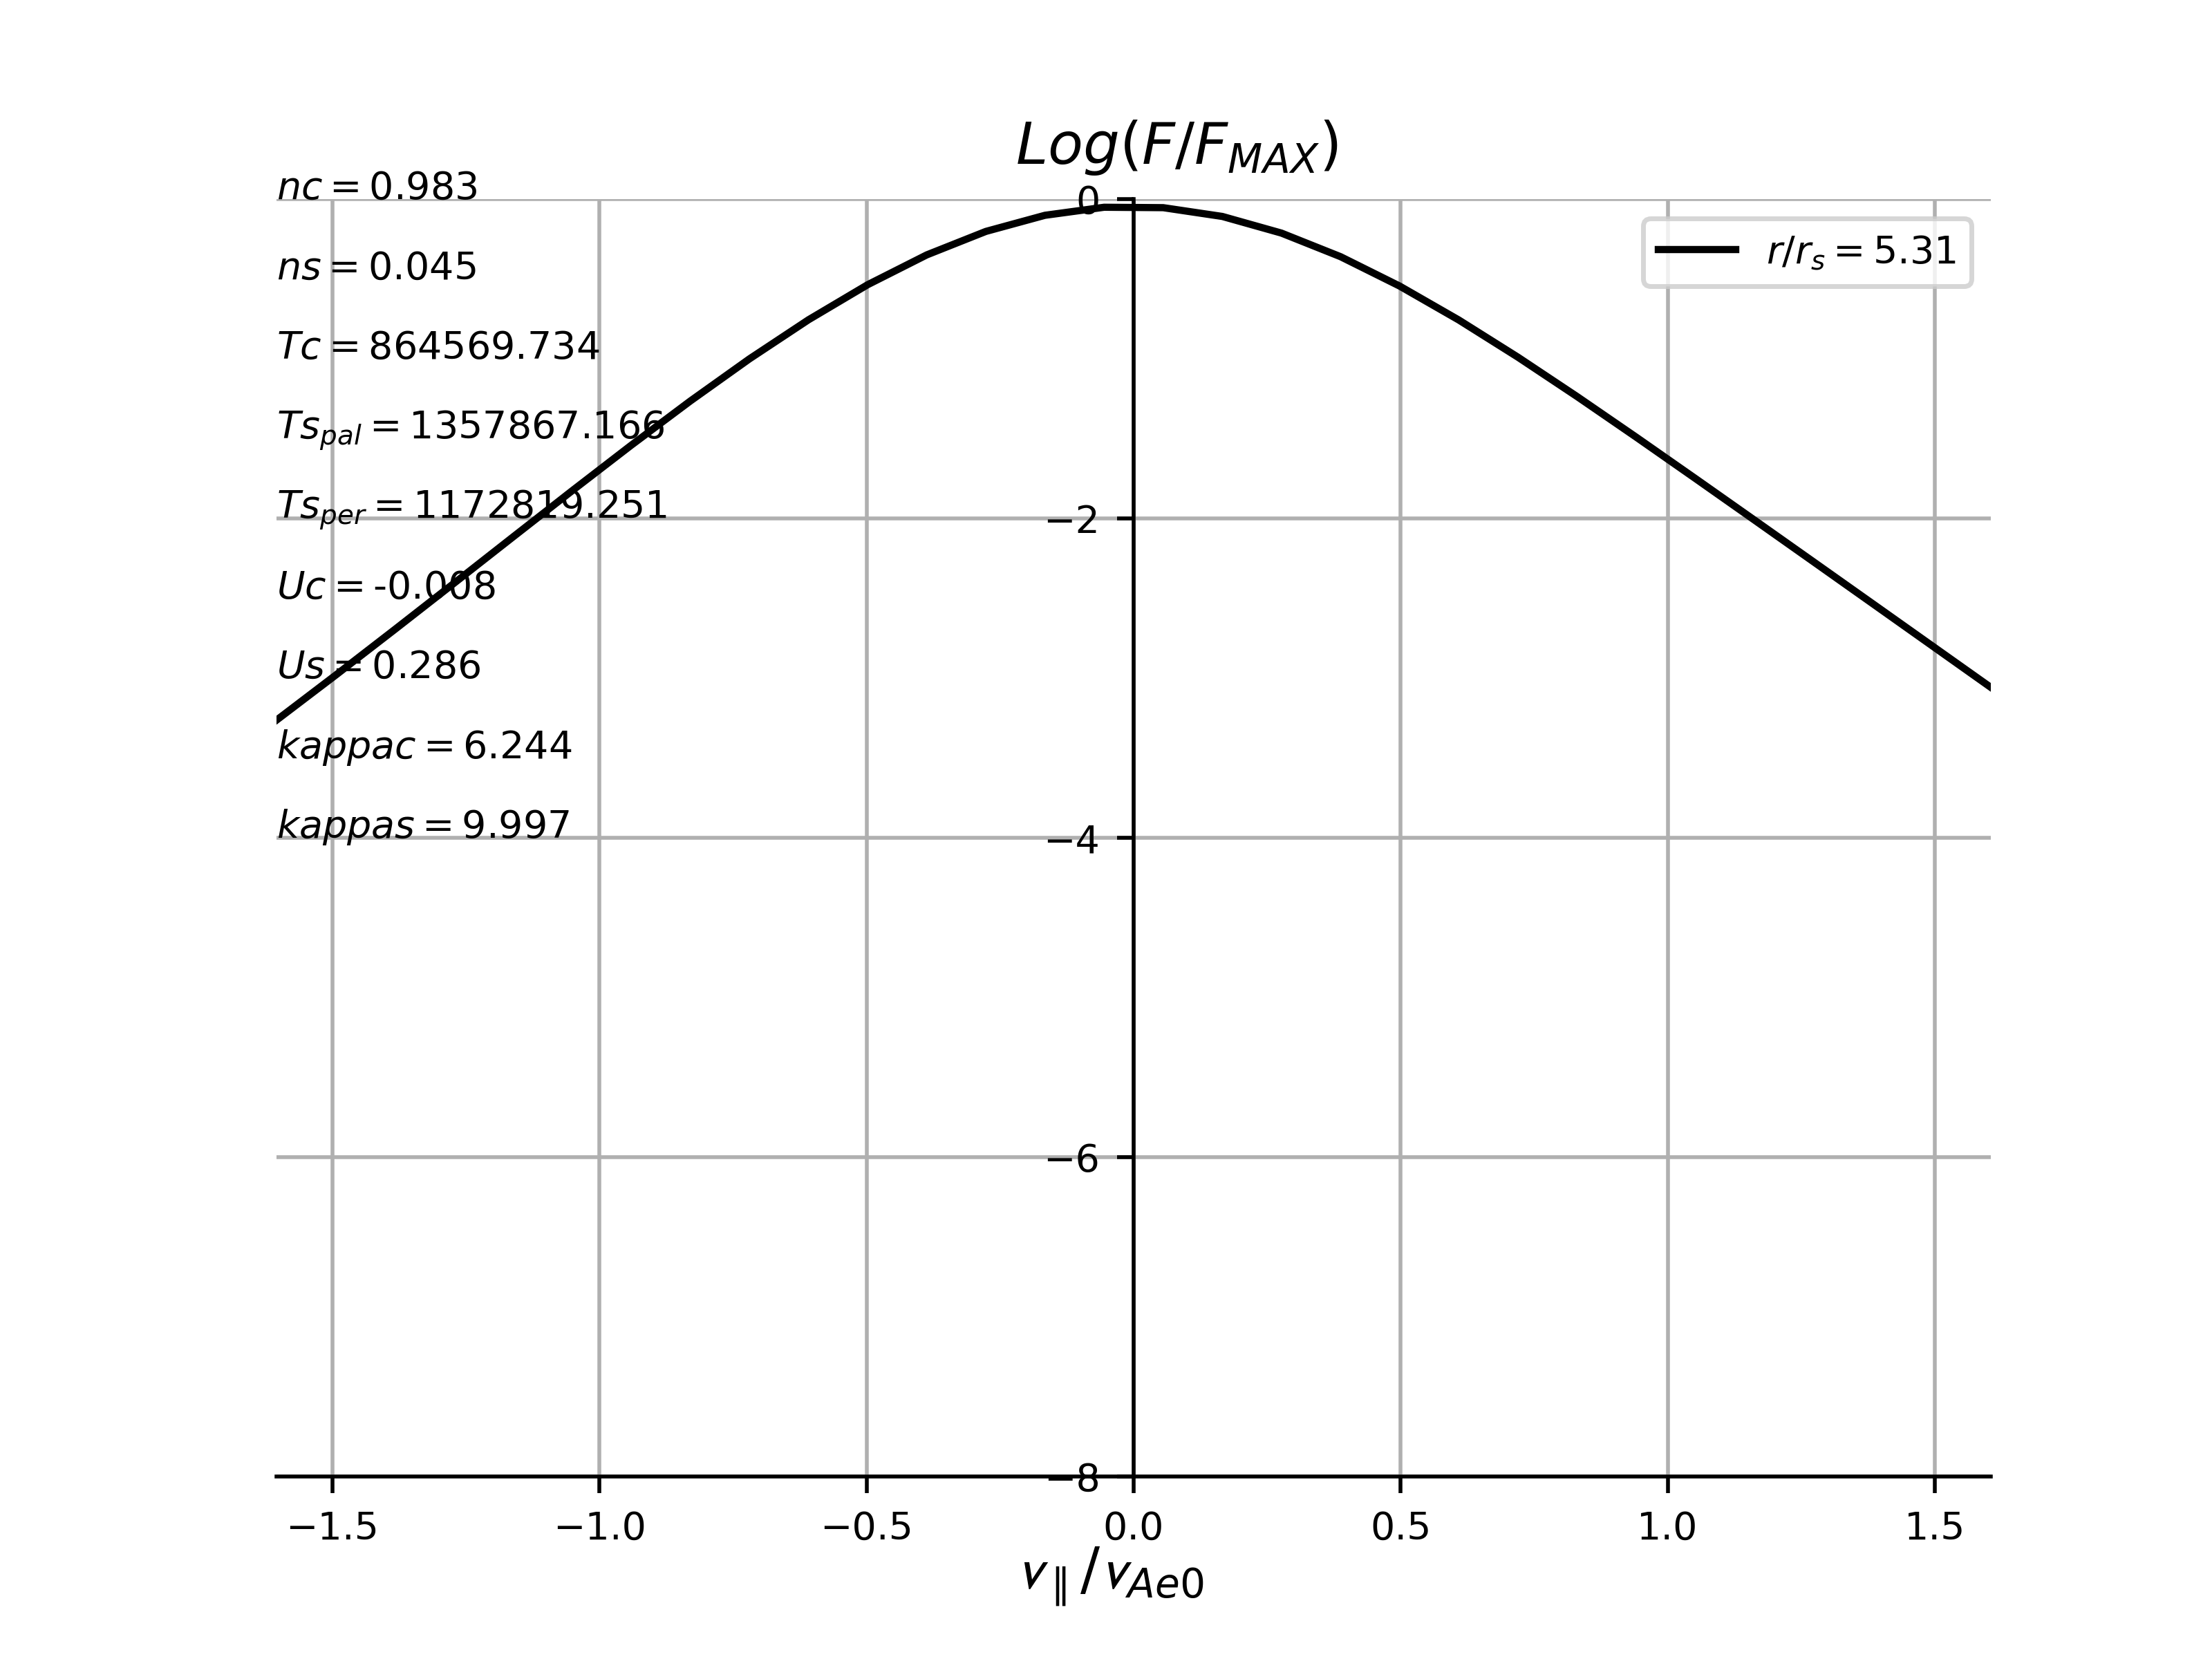 Log(F/F_MAX)
nc = 0.983
0
r/r_s = 5.31
ns = 0.045
Tc = 864569.734
Ts_pal = 1357867.166
Ts_per = 1172819.251
−2
Uc = -0.008
Us = 0.286
kappac = 6.244
kappas = 9.997
−4
−6
−8
−1.5 −1.0 −0.5 0.0 0.5 1.0 1.5
v_∥/v_Ae0